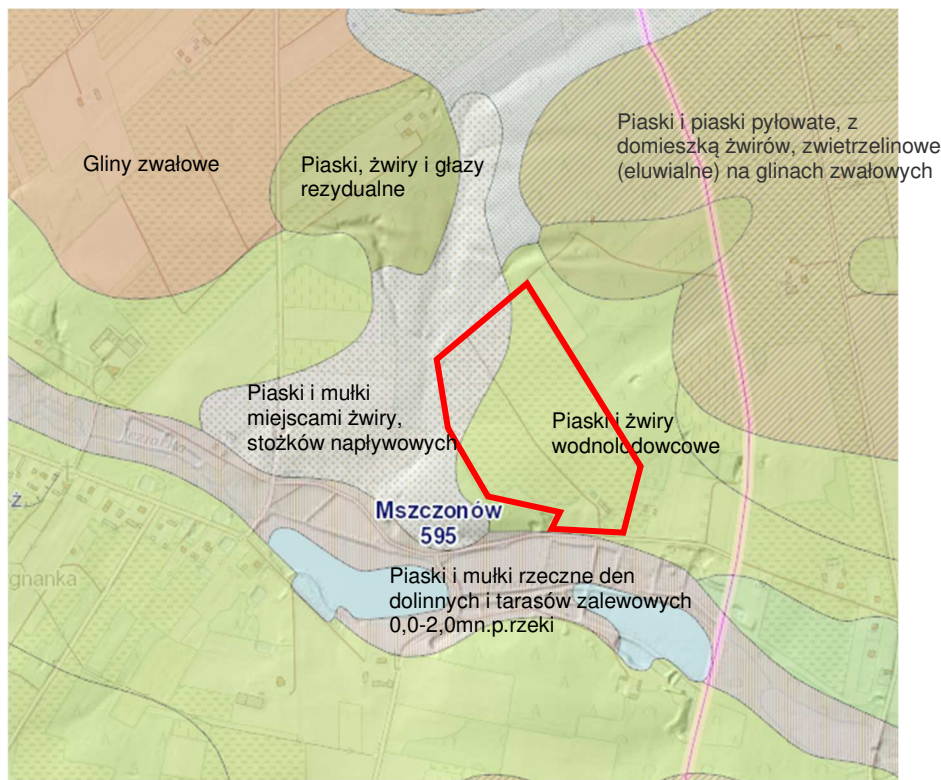 Piaski i piaski pyłowate, z
domieszką żwirów, zwietrzelinowe
(eluwialne) na glinach zwałowych
Gliny zwałowe
Piaski, żwiry i głazy
rezydualne
Piaski i mułki
miejscami żwiry,
stożków napływowych
Piaski i żwiry
wodnolodowcowe
Mszczonów
595
gnanka
Piaski i mułki rzeczne den
dolinnych i tarasów zalewowych
0,0-2,0mn.p.rzeki